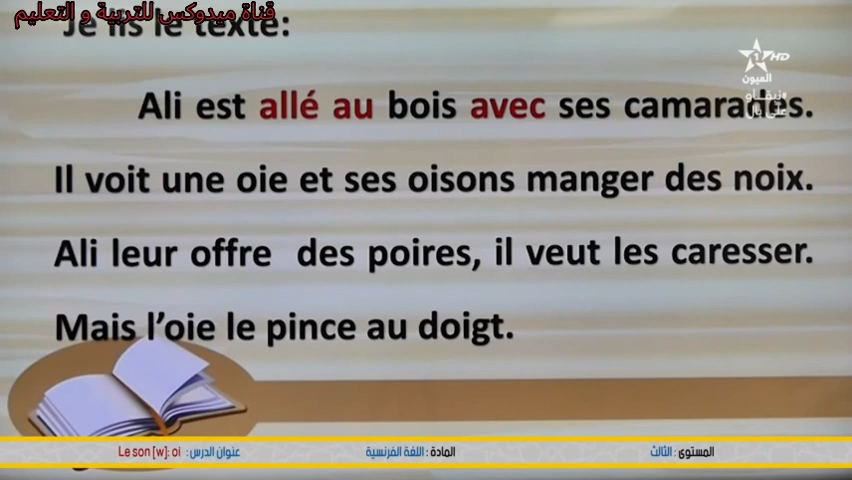 قناة ميدوكس للتربية و التعليم
Je lis le texte:
1 HD
العيون
Ali est allé au bois avec ses camarades.
Il voit une oie et ses oisons manger des noix.
Ali leur offre des poires, il veut les caresser.
Mais l'oie le pince au doigt.
المستوى : الثالث
المادة : اللغة الفرنسية
عنوان الدرس : Le son [w]: oi